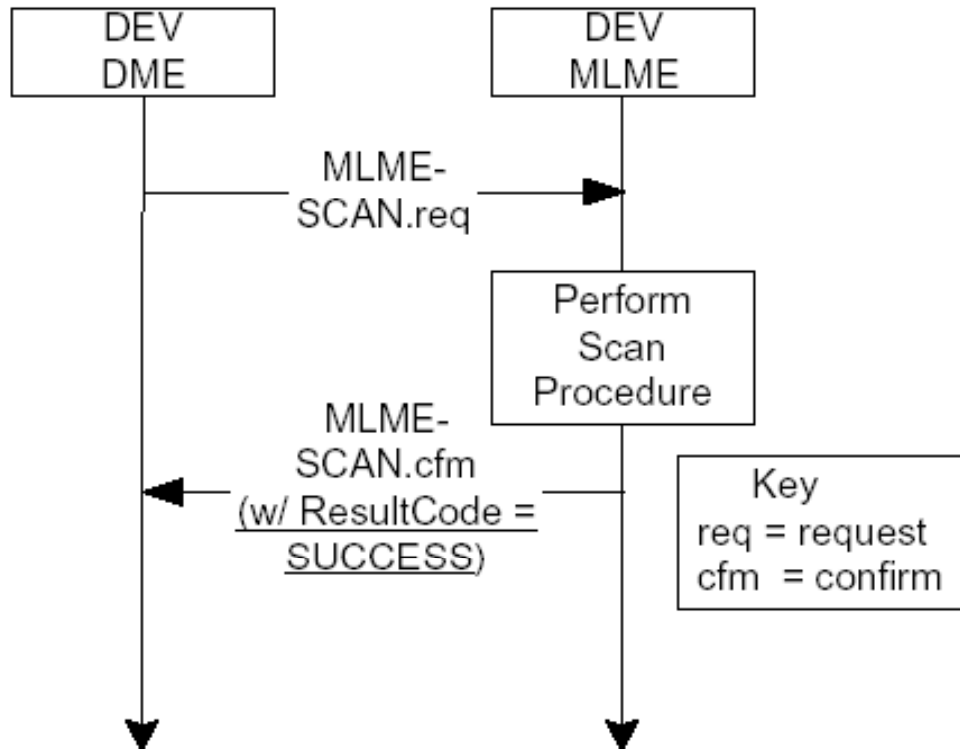 DEV
DME
DEV
MLME
MLME-
SCAN.req
Perform
Scan
Procedure
MLME-
SCAN.cfm
(w/ ResultCode =
SUCCESS)
Key
req = request
cfm = confirm